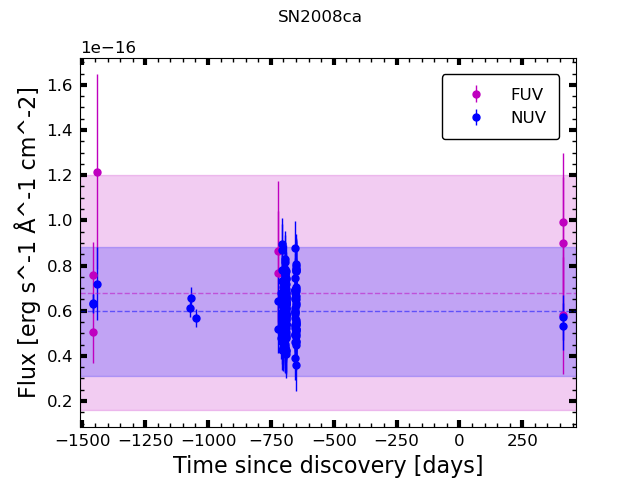 SN2008ca
1e−16
FUV
NUV
1.6
1.4
1.2
1.0
0.8
0.6
0.4
0.2
Flux [erg s^-1 Å^-1 cm^-2]
−1500 −1250 −1000 −750 −500 −250 0 250
Time since discovery [days]